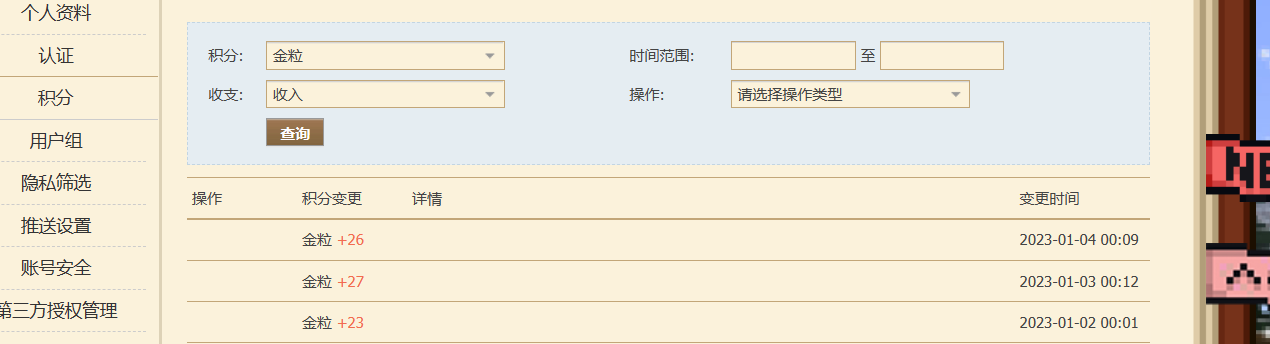 个人资料
认证
积分
用户组
隐私筛选
推送设置
账号安全
第三方授权管理
积分: 金粒 时间范围: 至
收支: 收入 操作: 请选择操作类型
查询
操作 积分变更 详情 变更时间
金粒 +26 2023-01-04 00:09
金粒 +27 2023-01-03 00:12
金粒 +23 2023-01-02 00:01